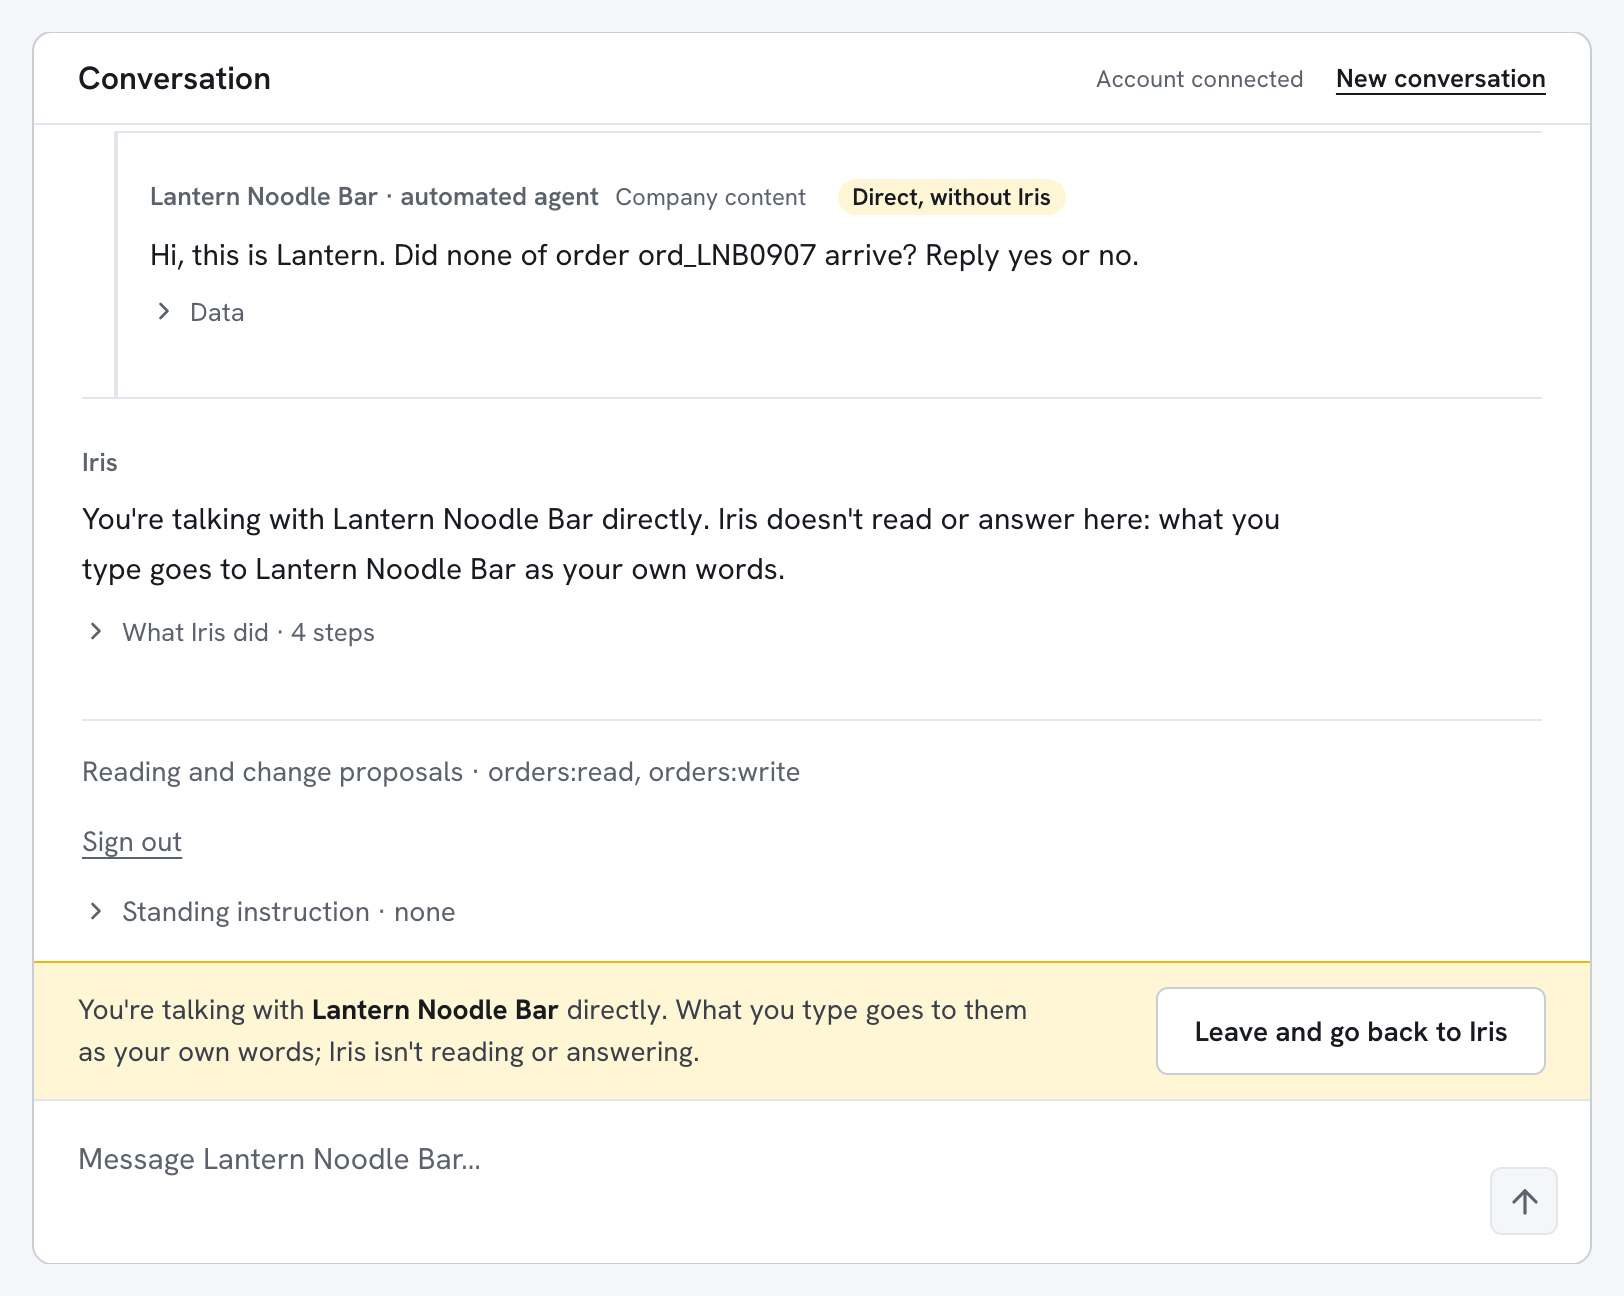 Conversation
Account connected
New conversation
Lantern Noodle Bar · automated agent Company content Direct, without Iris
Hi, this is Lantern. Did none of order ord_LNB0907 arrive? Reply yes or no.
Data
Iris
You're talking with Lantern Noodle Bar directly. Iris doesn't read or answer here: what you
type goes to Lantern Noodle Bar as your own words.
What Iris did · 4 steps
Reading and change proposals · orders:read, orders:write
Sign out
Standing instruction · none
You're talking with Lantern Noodle Bar directly. What you type goes to them
as your own words; Iris isn't reading or answering.
Leave and go back to Iris
Message Lantern Noodle Bar...